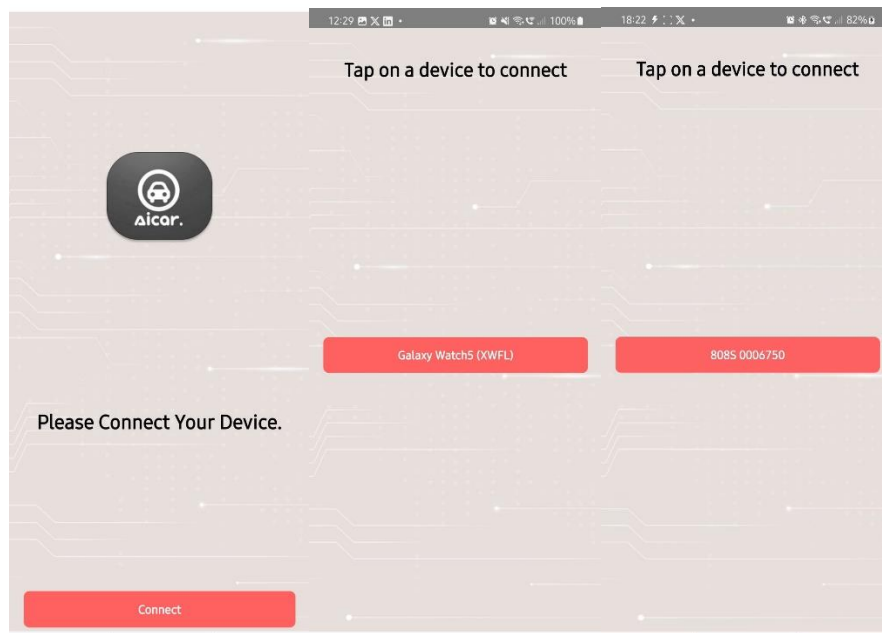 aicar.
Please Connect Your Device.
Connect
12:29
100%
Tap on a device to connect
Galaxy Watch5 (XWFL)
18:22
82%
Tap on a device to connect
808S 0006750